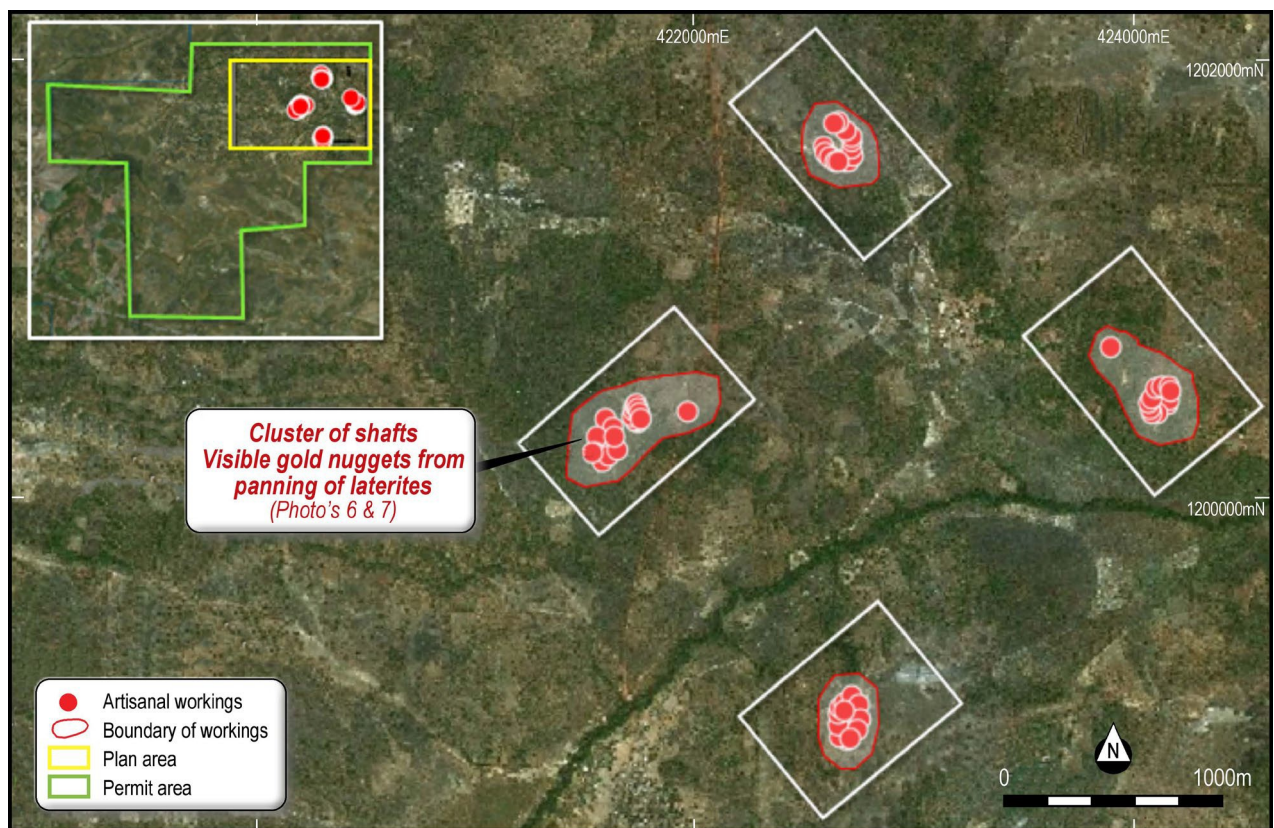 422000mE
424000mE
1202000mN
Cluster of shafts
Visible gold nuggets from
panning of laterites
(Photo's 6 & 7)
1200000mN
Artisanal workings
Boundary of workings
Plan area
Permit area
N
0
1000m